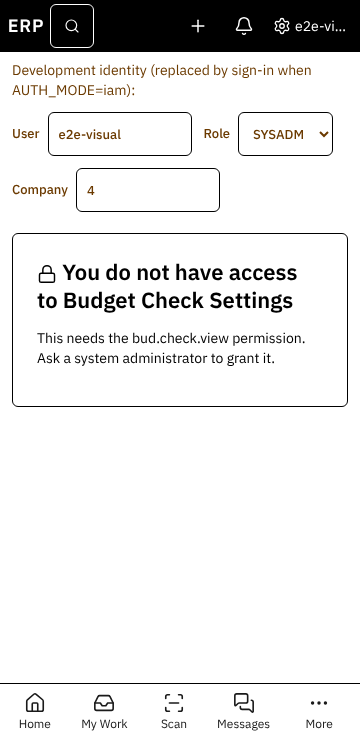 ERP
e2e-vi...
Development identity (replaced by sign-in when
AUTH_MODE=iam):
User
e2e-visual
Role
SYSADM
Company
4
You do not have access
to Budget Check Settings
This needs the bud.check.view permission.
Ask a system administrator to grant it.
Home
My Work
Scan
Messages
More